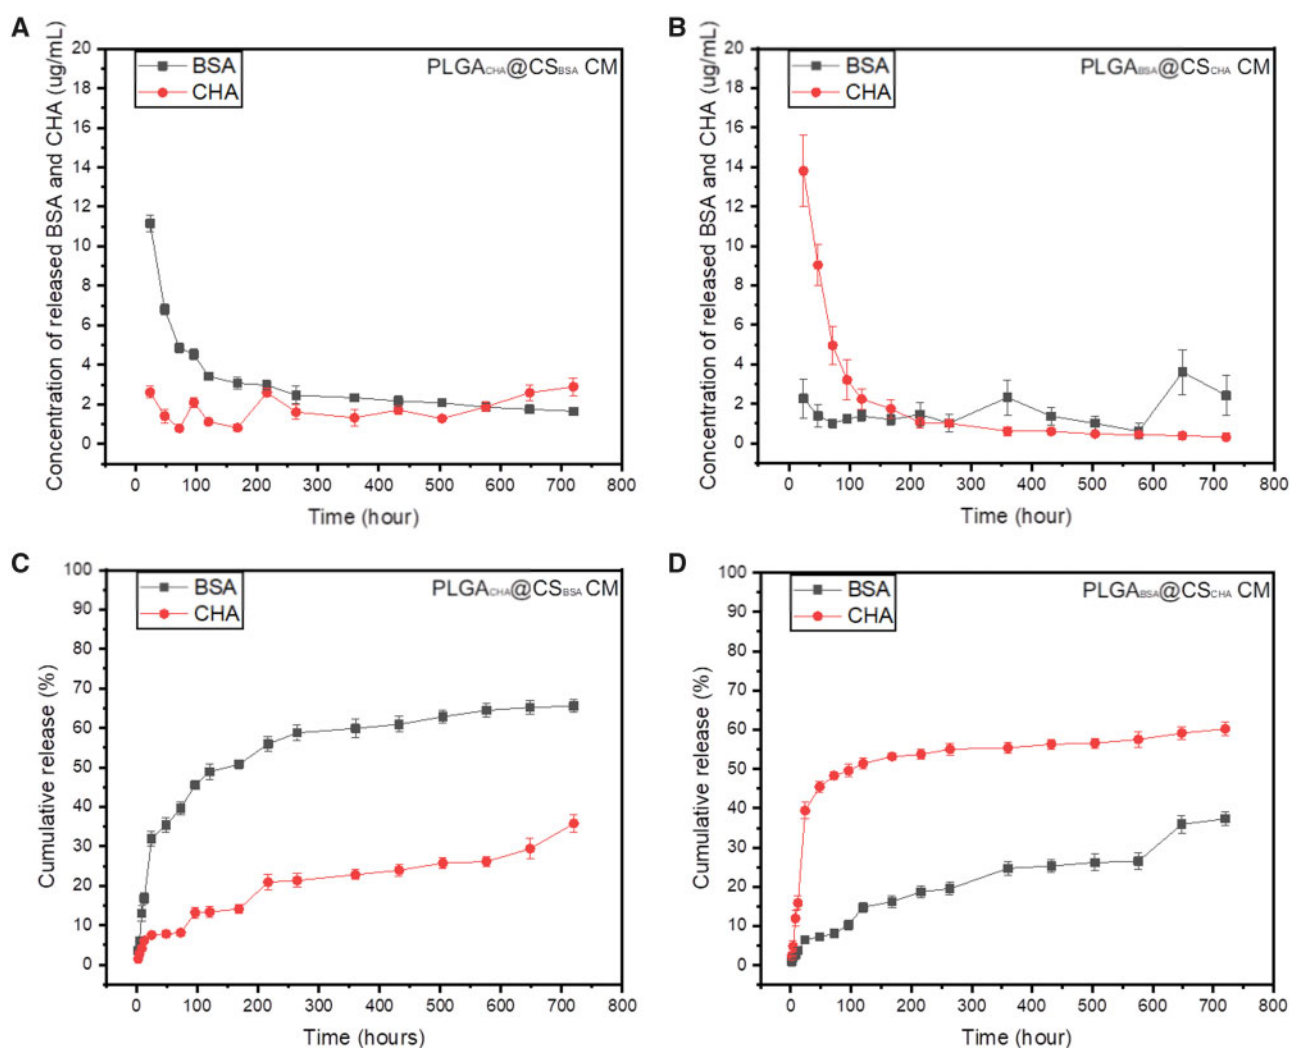 A
Concentration of released BSA and CHA (ug/mL)
20
18
16
14
12
10
8
6
4
2
0
BSA
CHA
PLGACHA@CSBSA CM
0 100 200 300 400 500 600 700 800
Time (hour)
B
Concentration of released BSA and CHA (ug/mL)
20
18
16
14
12
10
8
6
4
2
0
BSA
CHA
PLGABSA@CSCHA CM
0 100 200 300 400 500 600 700 800
Time (hour)
C
Cumulative release (%)
100
90
80
70
60
50
40
30
20
10
0
BSA
CHA
PLGACHA@CSBSA CM
0 100 200 300 400 500 600 700 800
Time (hours)
D
Cumulative release (%)
100
90
80
70
60
50
40
30
20
10
0
BSA
CHA
PLGABSA@CSCHA CM
0 100 200 300 400 500 600 700 800
Time (hour)